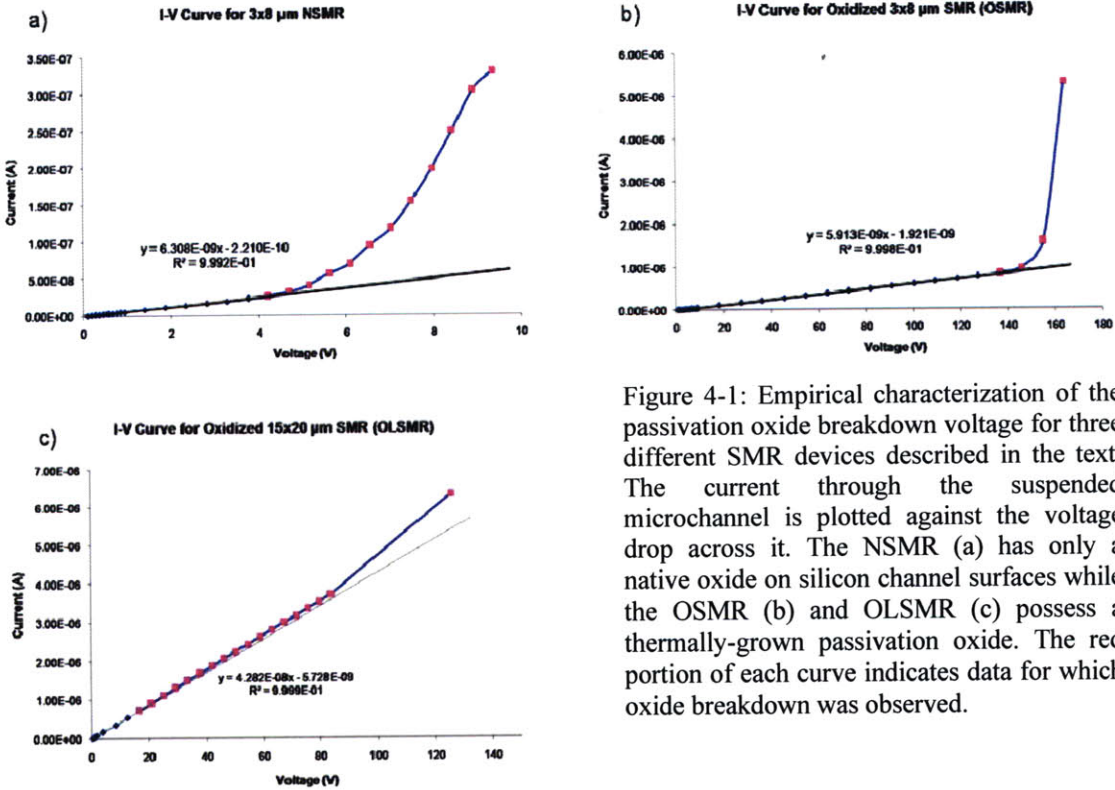 a)
I-V Curve for 3x8 µm NSMR
3.50E-07
3.00E-07
2.50E-07
2.00E-07
1.50E-07
1.00E-07
5.00E-08
0.00E+00
Current (A)
y = 6.308E-09x - 2.210E-10
R² = 9.992E-01
0 2 4 6 8 10
Voltage (V)
b)
I-V Curve for Oxidized 3x8 µm SMR (OSMR)
6.00E-06
5.00E-06
4.00E-06
3.00E-06
2.00E-06
1.00E-06
0.00E+00
Current (A)
y = 5.913E-09x - 1.921E-09
R² = 9.998E-01
0 20 40 60 80 100 120 140 160 180
Voltage (V)
c)
I-V Curve for Oxidized 15x20 µm SMR (OLSMR)
7.00E-06
6.00E-06
5.00E-06
4.00E-06
3.00E-06
2.00E-06
1.00E-06
0.00E+00
Current (A)
y = 4.282E-08x - 5.728E-09
R² = 9.999E-01
0 20 40 60 80 100 120 140
Voltage (V)
Figure 4-1: Empirical characterization of the
passivation oxide breakdown voltage for three
different SMR devices described in the text
The current through the suspended
microchannel is plotted against the voltage
drop across it. The NSMR (a) has only a
native oxide on silicon channel surfaces while
the OSMR (b) and OLSMR (c) possess a
thermally-grown passivation oxide. The red
portion of each curve indicates data for which
oxide breakdown was observed.